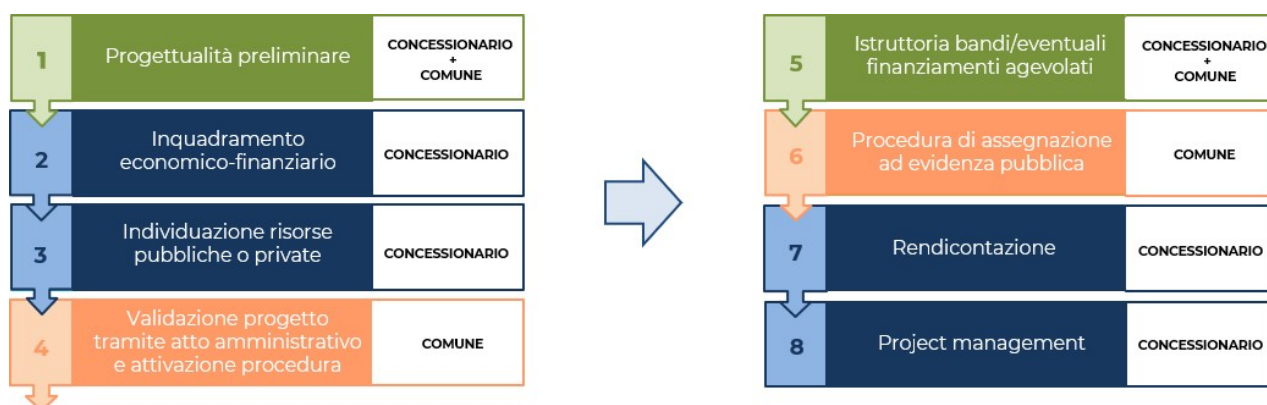 1
Progettualità preliminare
CONCESSIONARIO
+
COMUNE
2
Inquadramento
economico-finanziario
CONCESSIONARIO
3
Individuazione risorse
pubbliche o private
CONCESSIONARIO
4
Validazione progetto
tramite atto amministrativo
e attivazione procedura
COMUNE
5
Istruttoria bandi/eventuali
finanziamenti agevolati
CONCESSIONARIO
+
COMUNE
6
Procedura di assegnazione
ad evidenza pubblica
COMUNE
7
Rendicontazione
CONCESSIONARIO
8
Project management
CONCESSIONARIO